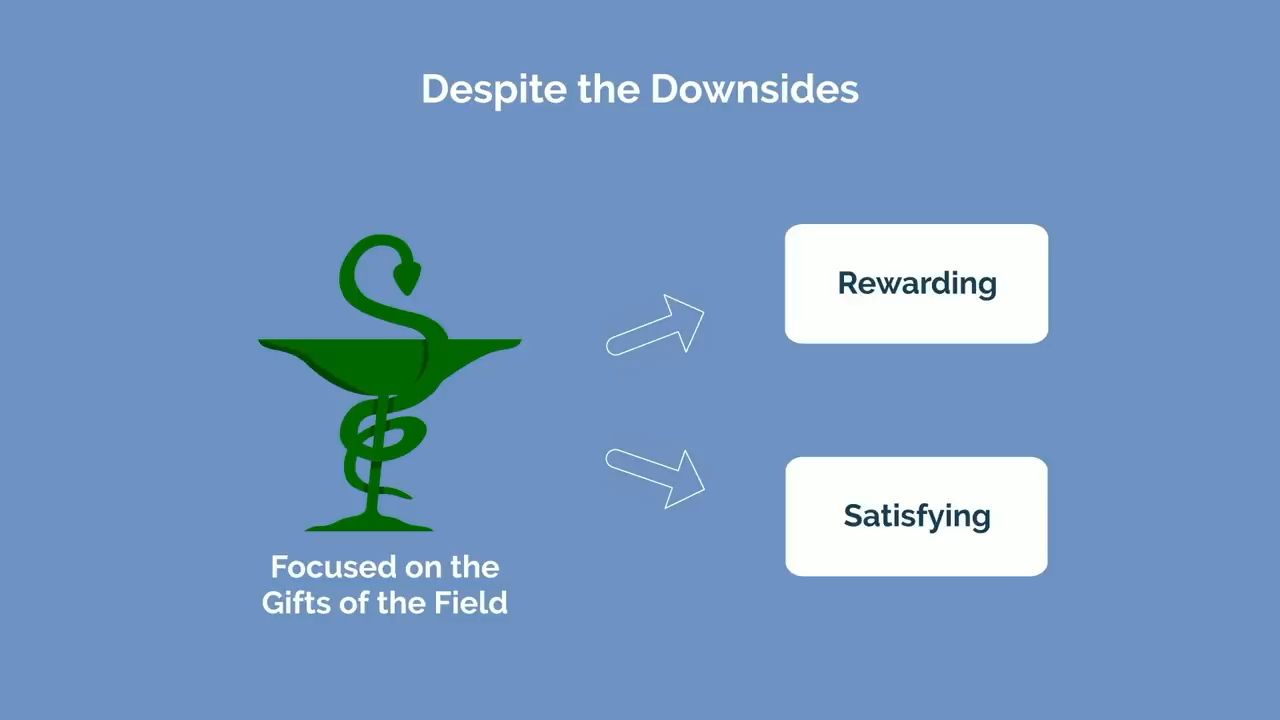 Despite the Downsides
Rewarding
Satisfying
Focused on the
Gifts of the Field